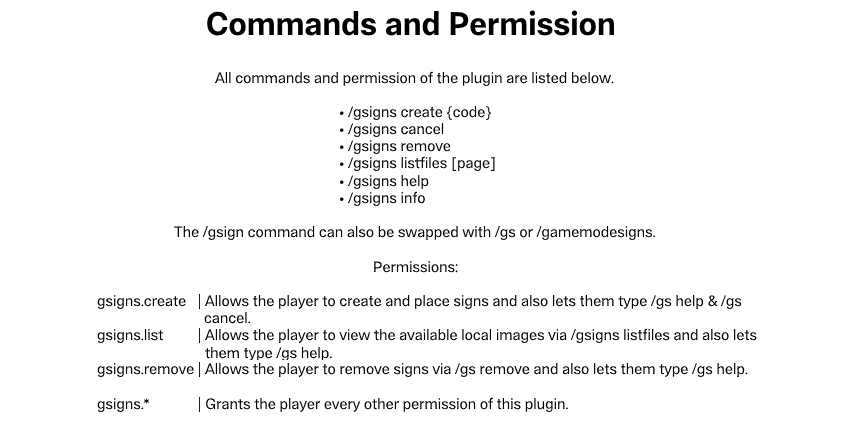 Commands and Permission
All commands and permission of the plugin are listed below.
• /gsigns create {code}
• /gsigns cancel
• /gsigns remove
• /gsigns listfiles [page]
• /gsigns help
• /gsigns info
The /gsign command can also be swapped with /gs or /gamemodesigns.
Permissions:
gsigns.create | Allows the player to create and place signs and also lets them type /gs help & /gs
cancel.
gsigns.list | Allows the player to view the available local images via /gsigns listfiles and also lets
them type /gs help.
gsigns.remove | Allows the player to remove signs via /gs remove and also lets them type /gs help.
gsigns.* | Grants the player every other permission of this plugin.